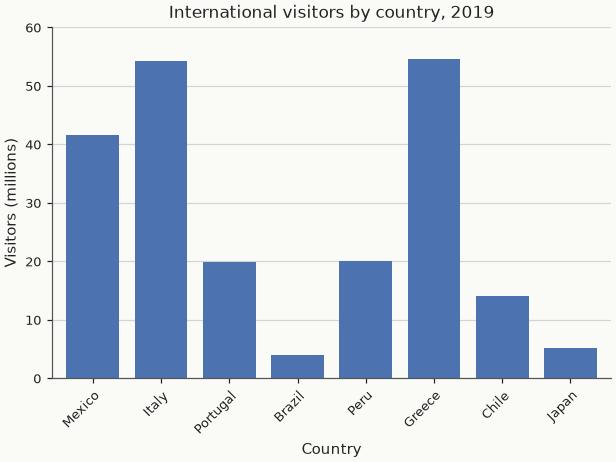 International visitors by country, 2019
Visitors (millions)
60
50
40
30
20
10
0
Mexico
Italy
Portugal
Brazil
Peru
Greece
Chile
Japan
Country